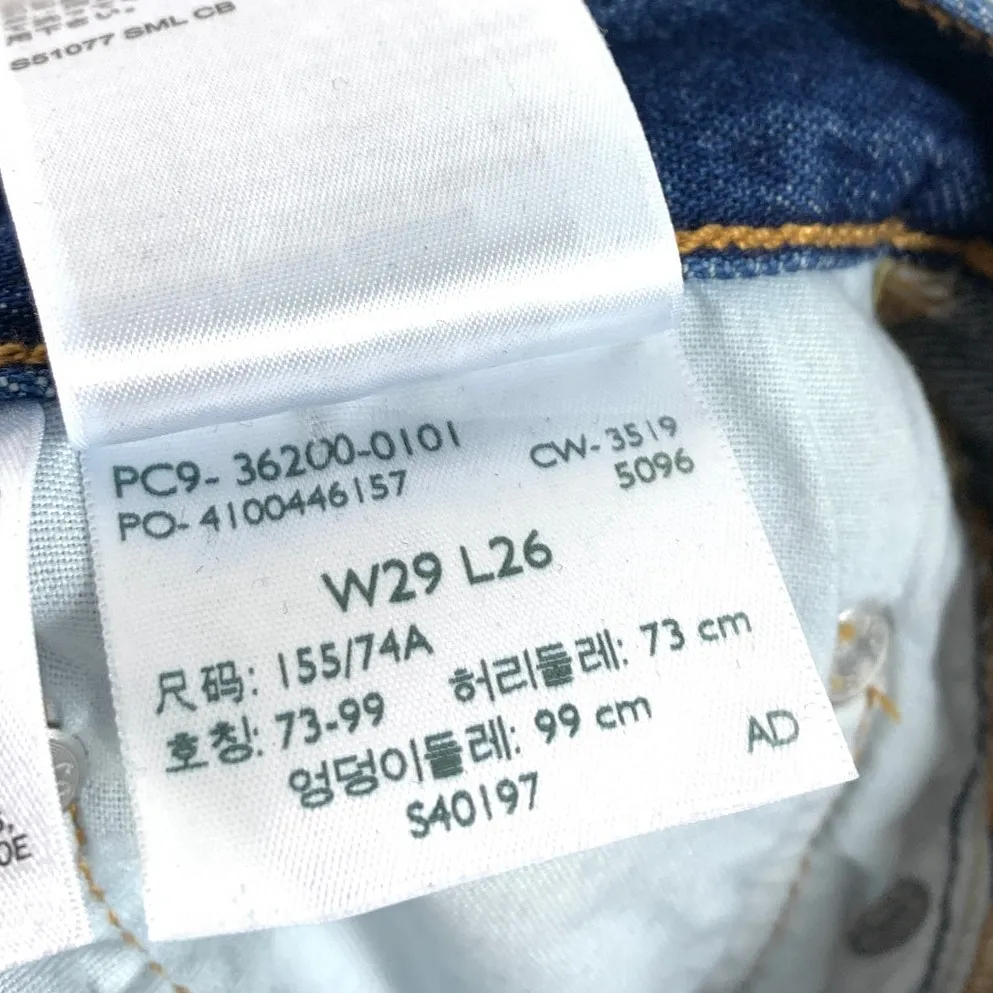 S51077 SML CB
PC9- 36200-0101
CW- 3519
PO- 4100446157
5096
W29 L26
尺码: 155/74A
호칭: 73-99
허리둘레: 73 cm
엉덩이둘레: 99 cm
AD
S40197
OE